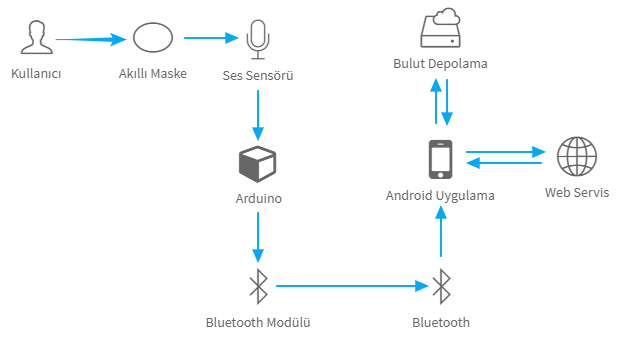 Bulut Depolama
Kullanıcı
Akıllı Maske
Ses Sensörü
Arduino
Android Uygulama
Web Servis
Bluetooth Modülü
Bluetooth